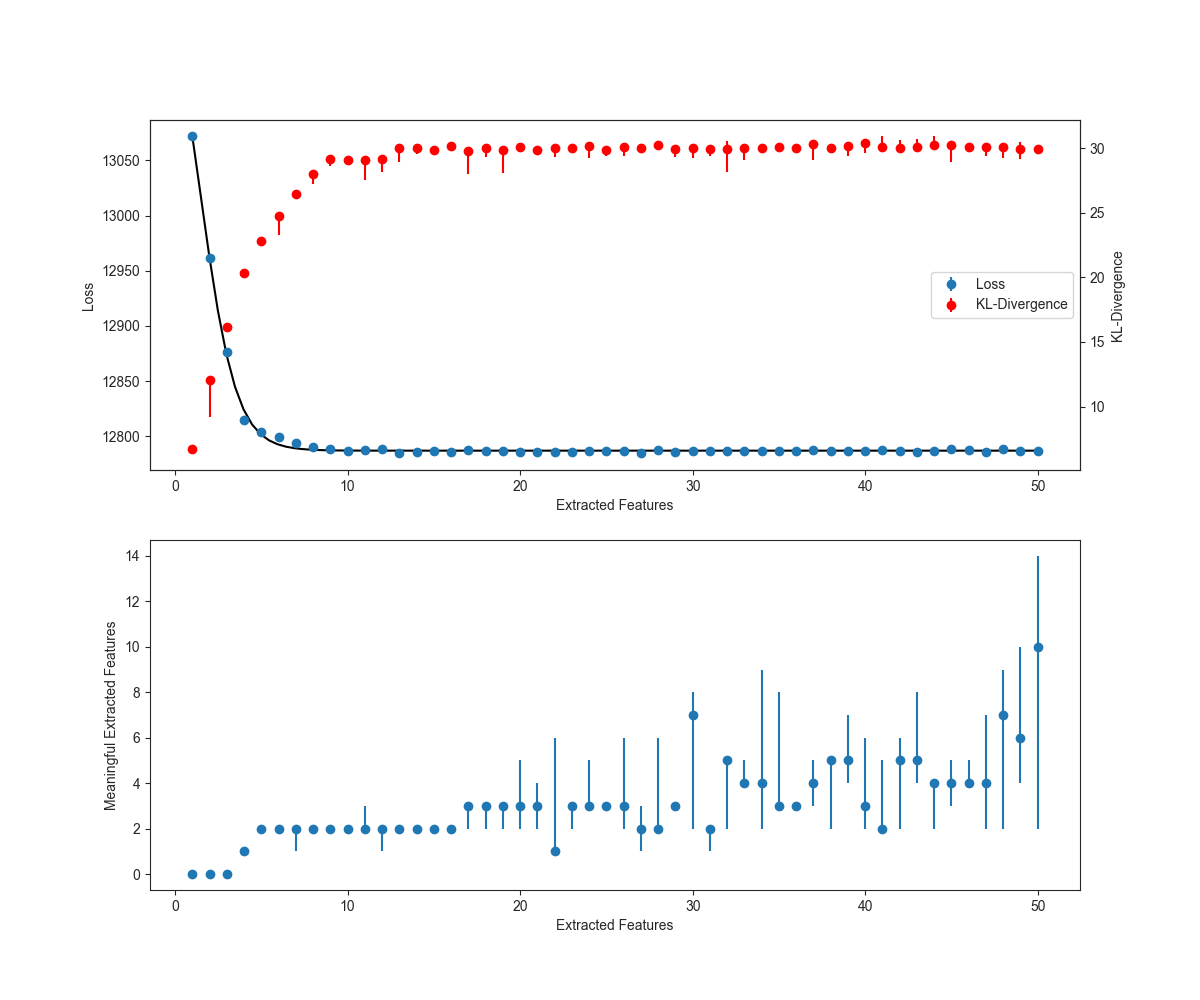 13050
13000
12950
12900
12850
12800
Loss
30
25
20
15
10
KL-Divergence
Loss
KL-Divergence
0 10 20 30 40 50
Extracted Features
14
12
10
8
6
4
2
0
Meaningful Extracted Features
0 10 20 30 40 50
Extracted Features